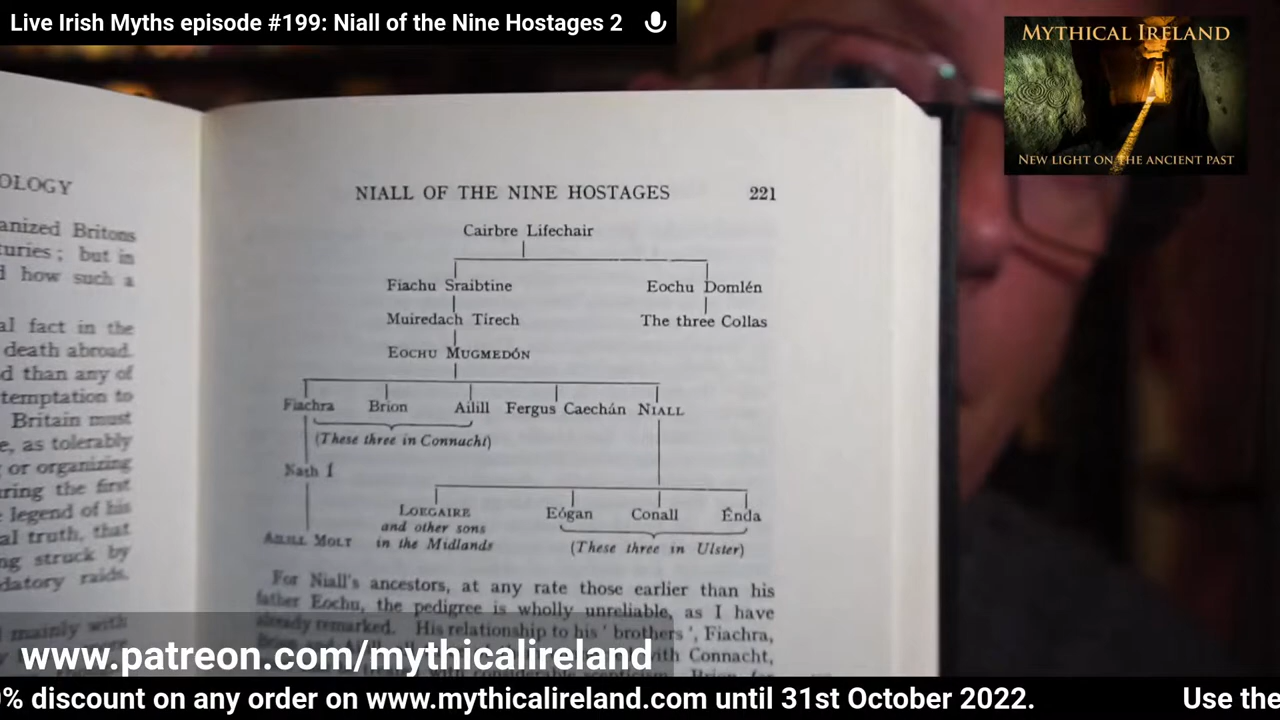 Live Irish Myths episode #199: Niall of the Nine Hostages 2
MYTHICAL IRELAND
NEW LIGHT ON THE ANCIENT PAST
OLOGY
anized Britons
turies ; but in
d how such a
al fact in the
death abroad.
d than any of
temptation to
Britain must
e, as tolerably
or organizing
ring the first
legend of his
al truth, that
ng struck by
datory raids.
mainly with
NIALL OF THE NINE HOSTAGES 221
Cairbre Lifechair
Fiachu Sraibtine Eochu Domlén
Muiredach Tirech The three Collas
EOCHU MUGMEDÓN
Fiachra Brion Ailill Fergus Caechán NIALL
(These three in Connacht)
Nath Í
LOEGAIRE Eógan Conall Énda
and other sons
AILILL MOLT in the Midlands (These three in Ulster)
For Niall's ancestors, at any rate those earlier than his
father Eochu, the pedigree is wholly unreliable, as I have
already remarked. His relationship to his ' brothers ', Fiachra,
with Connacht,
www.patreon.com/mythicalireland
% discount on any order on www.mythicalireland.com until 31st October 2022. Use the